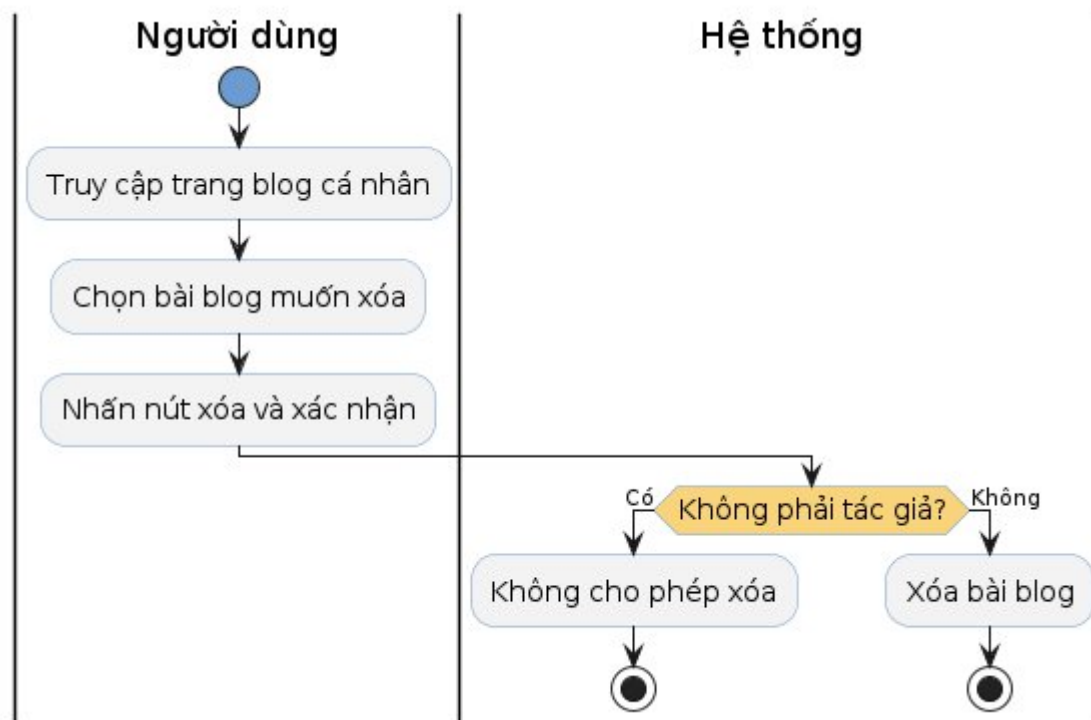 Người dùng
Hệ thống
Truy cập trang blog cá nhân
Chọn bài blog muốn xóa
Nhấn nút xóa và xác nhận
Có
Không phải tác giả?
Không
Không cho phép xóa
Xóa bài blog